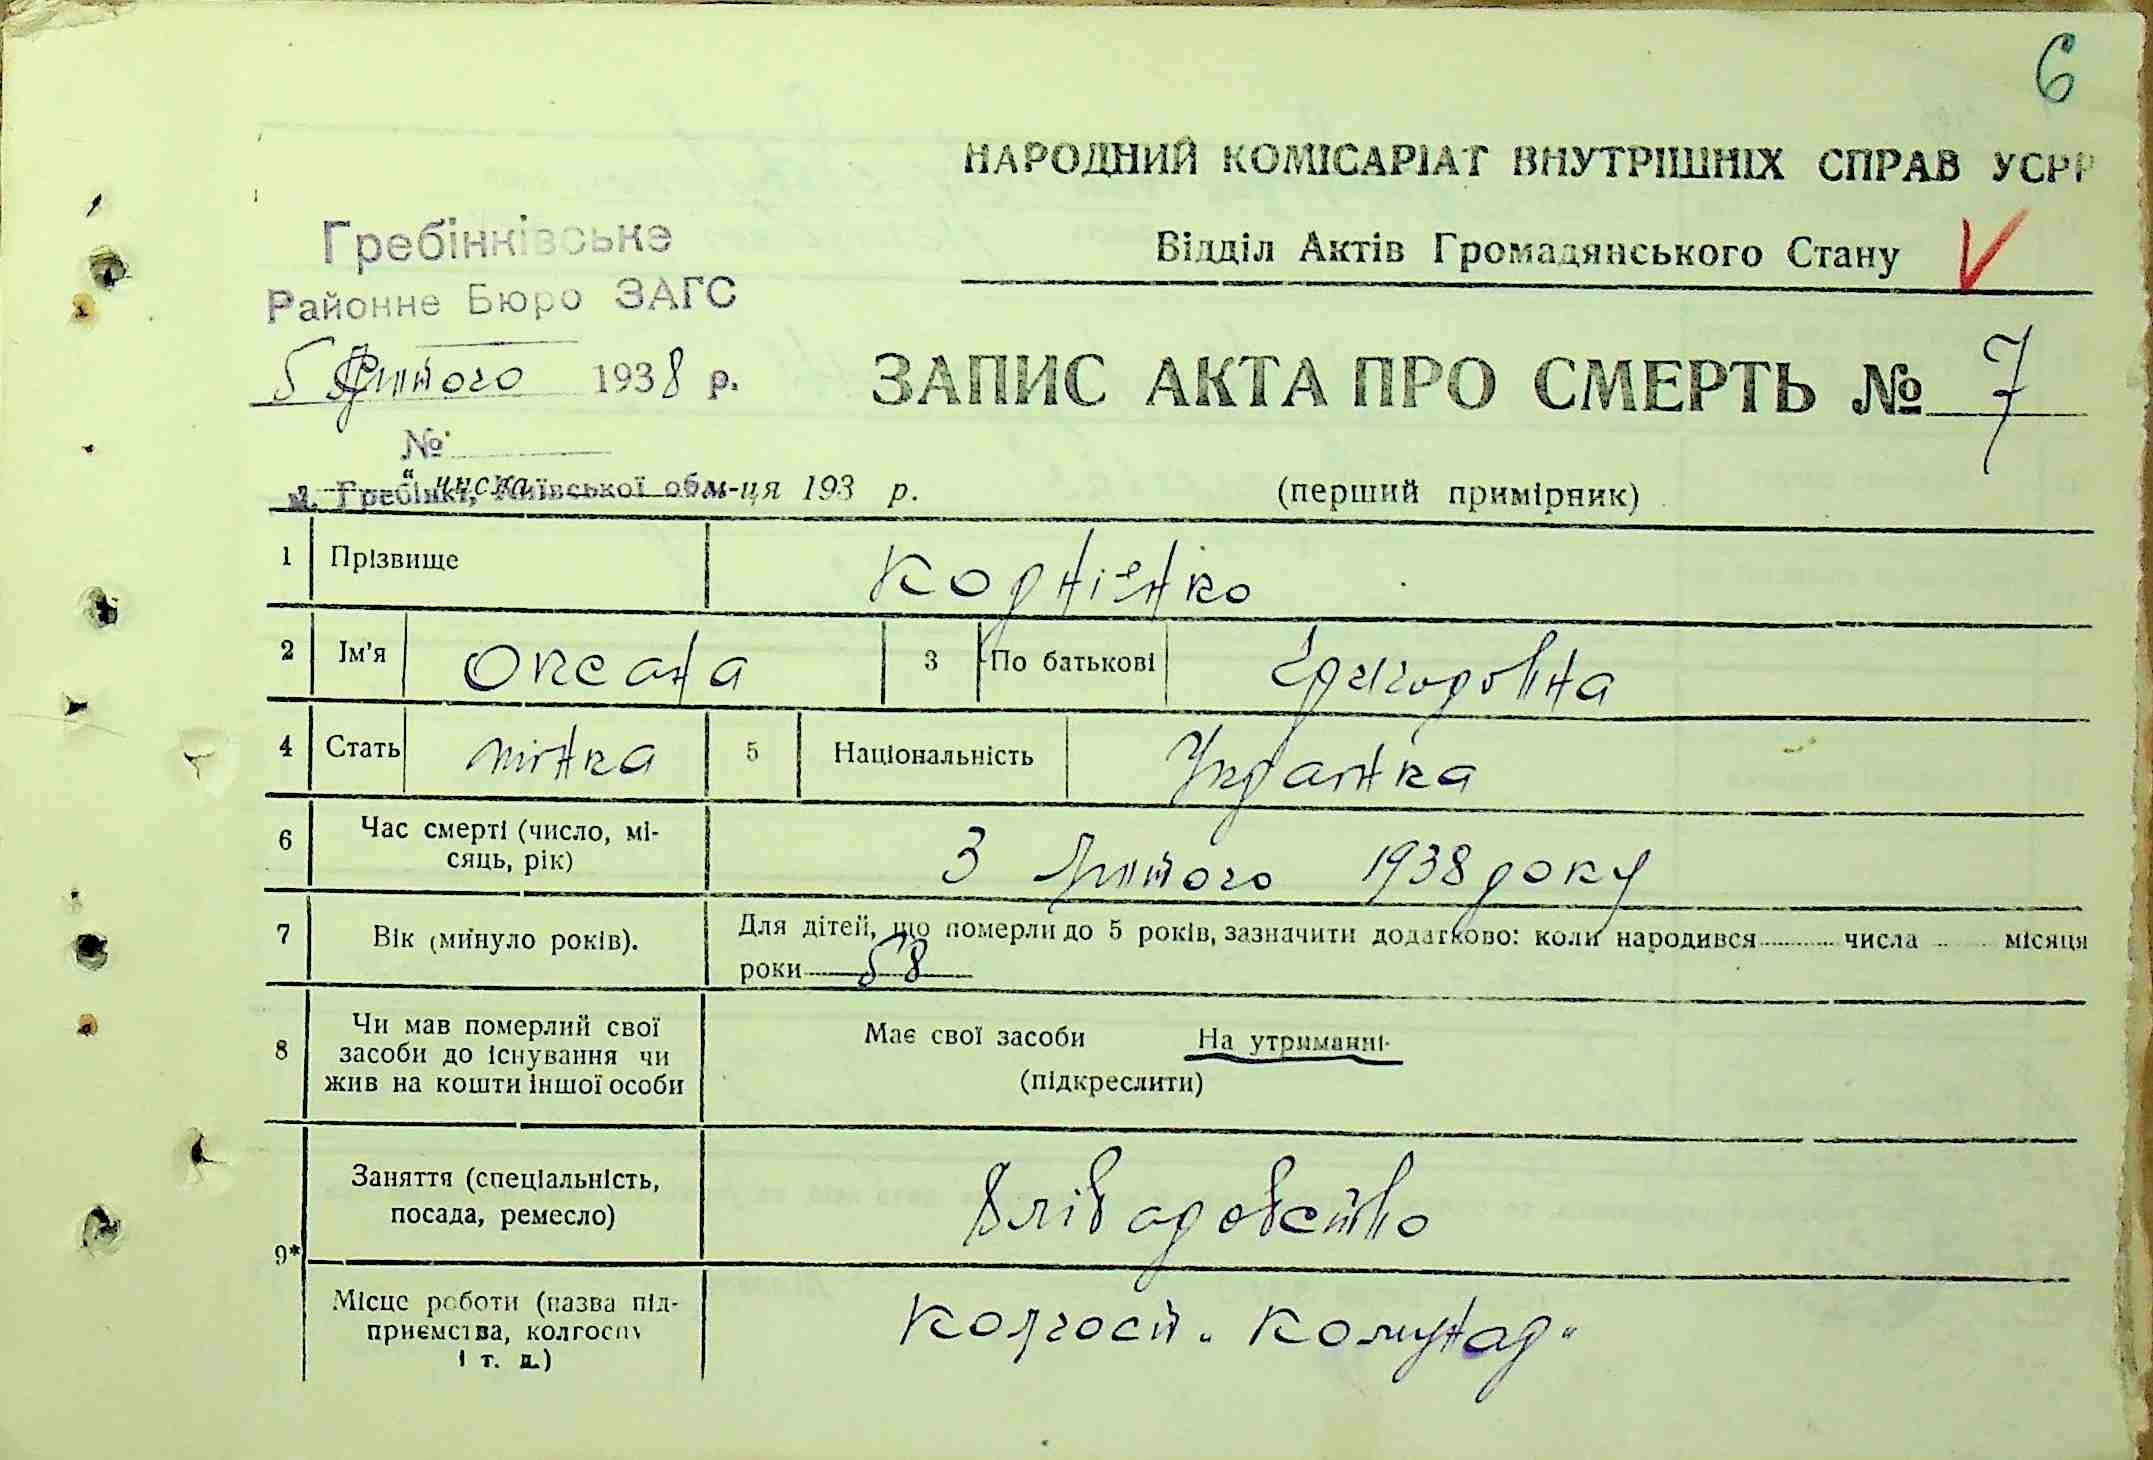 6
НАРОДНИЙ КОМІСАРІАТ ВНУТРІШНІХ СПРАВ УСРР
Відділ Актів Громадянського Стану
Гребінківське
Районне Бюро ЗАГС
5 Лютого 1938 р.
ЗАПИС АКТА ПРО СМЕРТЬ № 7
№
м. Гребінки, Київської обл.
" числа м-ця 193 р.
(перший примірник)
1 Прізвище Корнієнко
2 Ім'я Оксана 3 По батькові Григоровна
4 Стать жінка 5 Національність Українка
6 Час смерті (число, мі-
сяць, рік) 3 Лютого 1938 року
7 Вік (минуло років). Для дітей, що померли до 5 років, зазначити додатково: коли народився числа місяця
роки 58
8 Чи мав померлий свої
засоби до існування чи
жив на кошти іншої особи
Має свої засоби На утриманні
(підкреслити)
9* Заняття (спеціальність,
посада, ремесло) Хліборобство
Місце роботи (назва під-
приємства, колгоспу
і т. д.) Колгосп "Комунар"